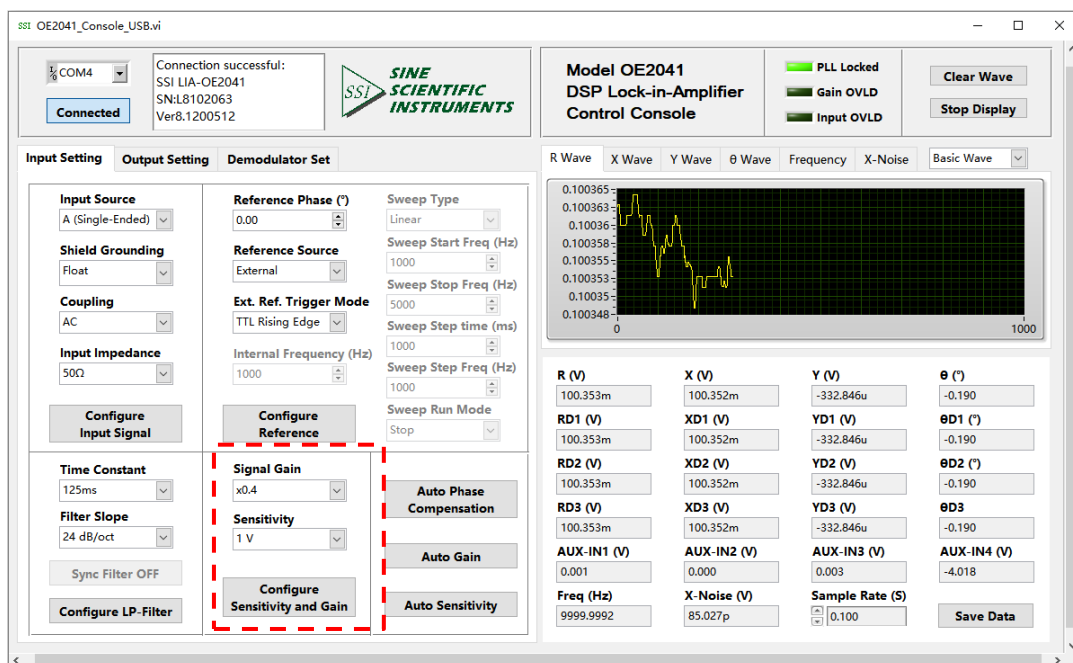 SSI OE2041_Console_USB.vi
I/O COM4
Connected
Connection successful:
SSI LIA-OE2041
SN:L8102063
Ver8.1200512
SSI
SINE
SCIENTIFIC
INSTRUMENTS
Model OE2041
DSP Lock-in-Amplifier
Control Console
PLL Locked
Gain OVLD
Input OVLD
Clear Wave
Stop Display
Input Setting Output Setting Demodulator Set
Input Source
A (Single-Ended)
Shield Grounding
Float
Coupling
AC
Input Impedance
50Ω
Configure
Input Signal
Reference Phase (°)
0.00
Reference Source
External
Ext. Ref. Trigger Mode
TTL Rising Edge
Internal Frequency (Hz)
1000
Configure
Reference
Sweep Type
Linear
Sweep Start Freq (Hz)
1000
Sweep Stop Freq (Hz)
5000
Sweep Step time (ms)
1000
Sweep Step Freq (Hz)
1000
Sweep Run Mode
Stop
Time Constant
125ms
Filter Slope
24 dB/oct
Sync Filter OFF
Configure LP-Filter
Signal Gain
x0.4
Sensitivity
1 V
Configure
Sensitivity and Gain
Auto Phase
Compensation
Auto Gain
Auto Sensitivity
R Wave X Wave Y Wave θ Wave Frequency X-Noise Basic Wave
0.100365
0.100363
0.10036
0.100358
0.100355
0.100353
0.10035
0.100348
0 1000
R (V) X (V) Y (V) θ (°)
100.353m 100.352m -332.846u -0.190
RD1 (V) XD1 (V) YD1 (V) θD1 (°)
100.353m 100.352m -332.846u -0.190
RD2 (V) XD2 (V) YD2 (V) θD2 (°)
100.353m 100.352m -332.846u -0.190
RD3 (V) XD3 (V) YD3 (V) θD3
100.353m 100.352m -332.846u -0.190
AUX-IN1 (V) AUX-IN2 (V) AUX-IN3 (V) AUX-IN4 (V)
0.001 0.000 0.003 -4.018
Freq (Hz) X-Noise (V) Sample Rate (S)
9999.9992 85.027p 0.100 Save Data